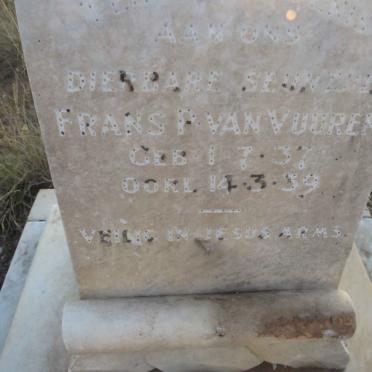 AAN ONS
DIERBARE SEUNTJIE
FRANS P. VAN VUUREN
GEB. 1.7.37
OORL. 14.3.39
VEILIG IN JESUS ARMS.